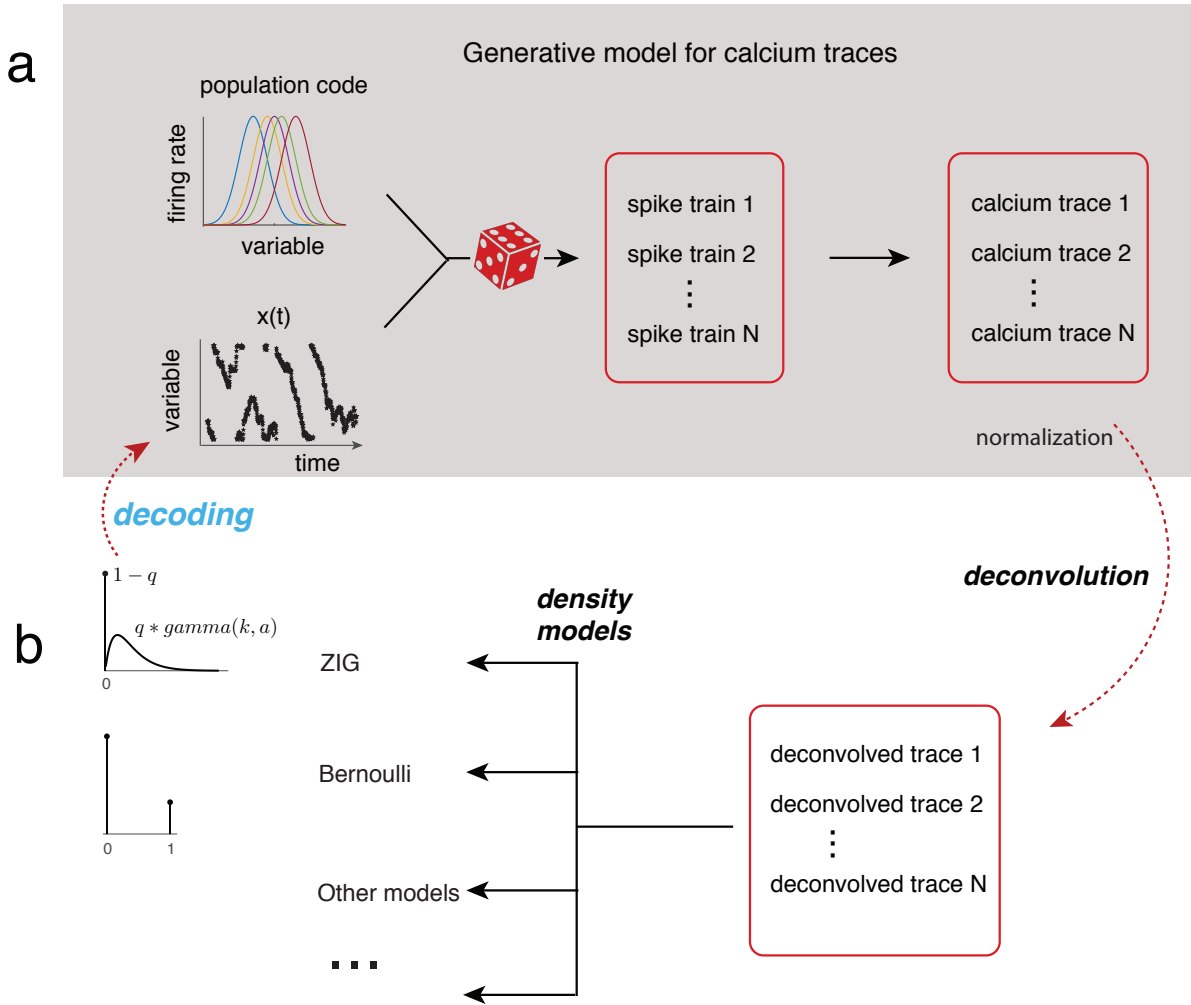 a
Generative model for calcium traces
population code
firing rate
variable
x(t)
variable
time
spike train 1
spike train 2
⋮
spike train N
calcium trace 1
calcium trace 2
⋮
calcium trace N
normalization
decoding
deconvolution
b
1 − q
q ∗ gamma(k, a)
0
0 1
density
models
ZIG
Bernoulli
Other models
...
deconvolved trace 1
deconvolved trace 2
⋮
deconvolved trace N